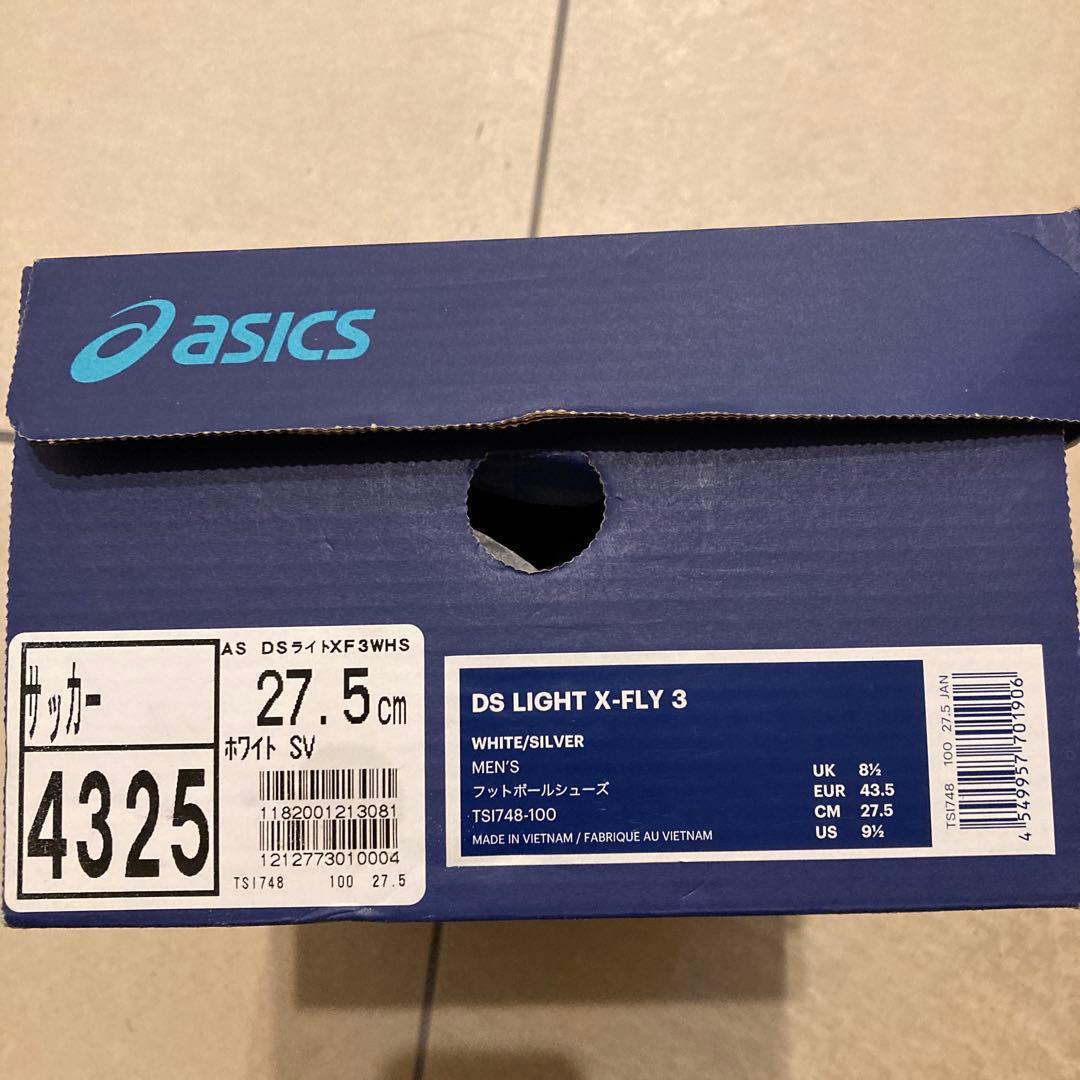 asics
サッカー
4325
AS DSライトXF3WHS
27.5cm
ホワイト SV
1182001213081
1212773010004
TSI748 100 27.5
DS LIGHT X-FLY 3
WHITE/SILVER
MEN'S
フットボールシューズ
TSI748-100
MADE IN VIETNAM / FABRIQUE AU VIETNAM
UK 8½
EUR 43.5
CM 27.5
US 9½
TSI748 100 27.5 JAN
4549957701906